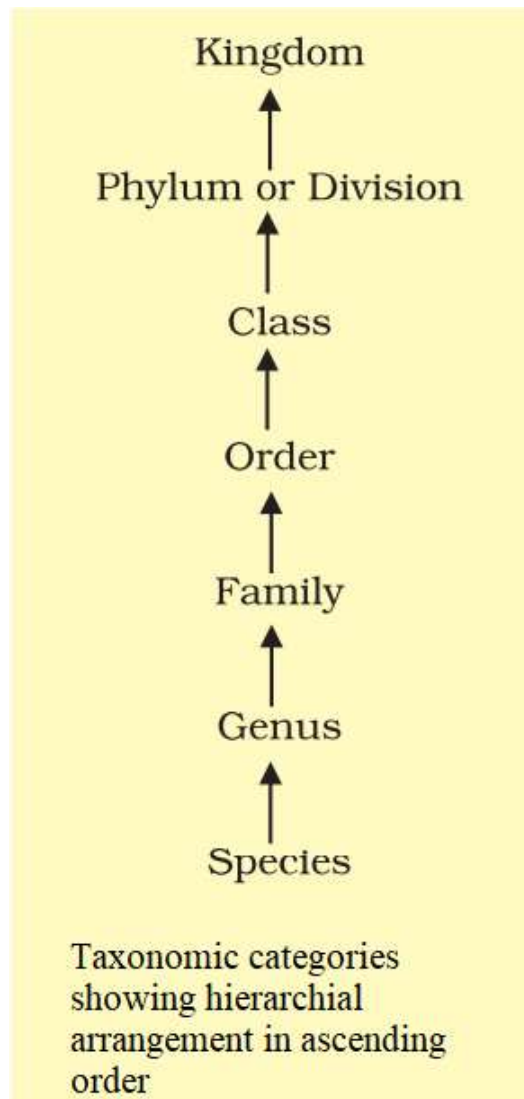 Kingdom
Phylum or Division
Class
Order
Family
Genus
Species
Taxonomic categories
showing hierarchial
arrangement in ascending
order